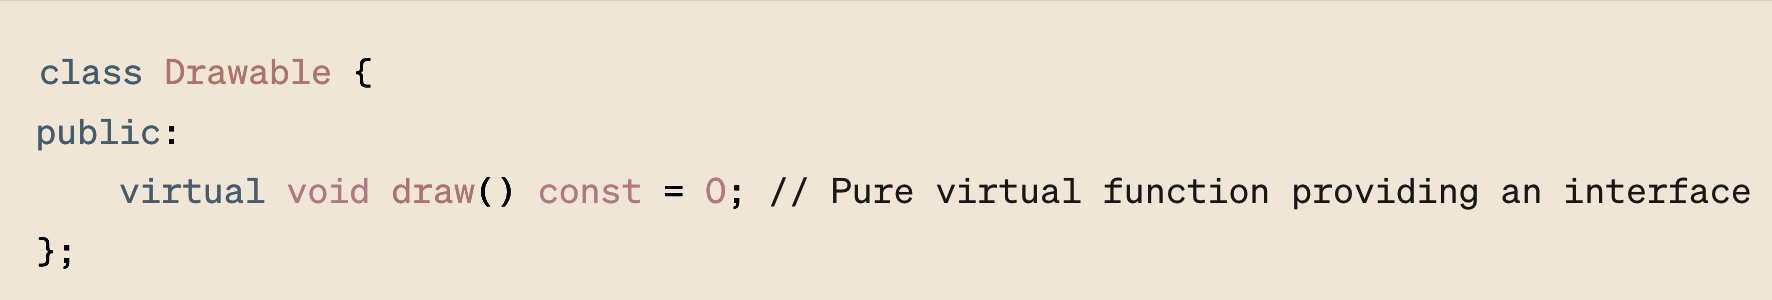 class Drawable {
public:
    virtual void draw() const = 0; // Pure virtual function providing an interface
};